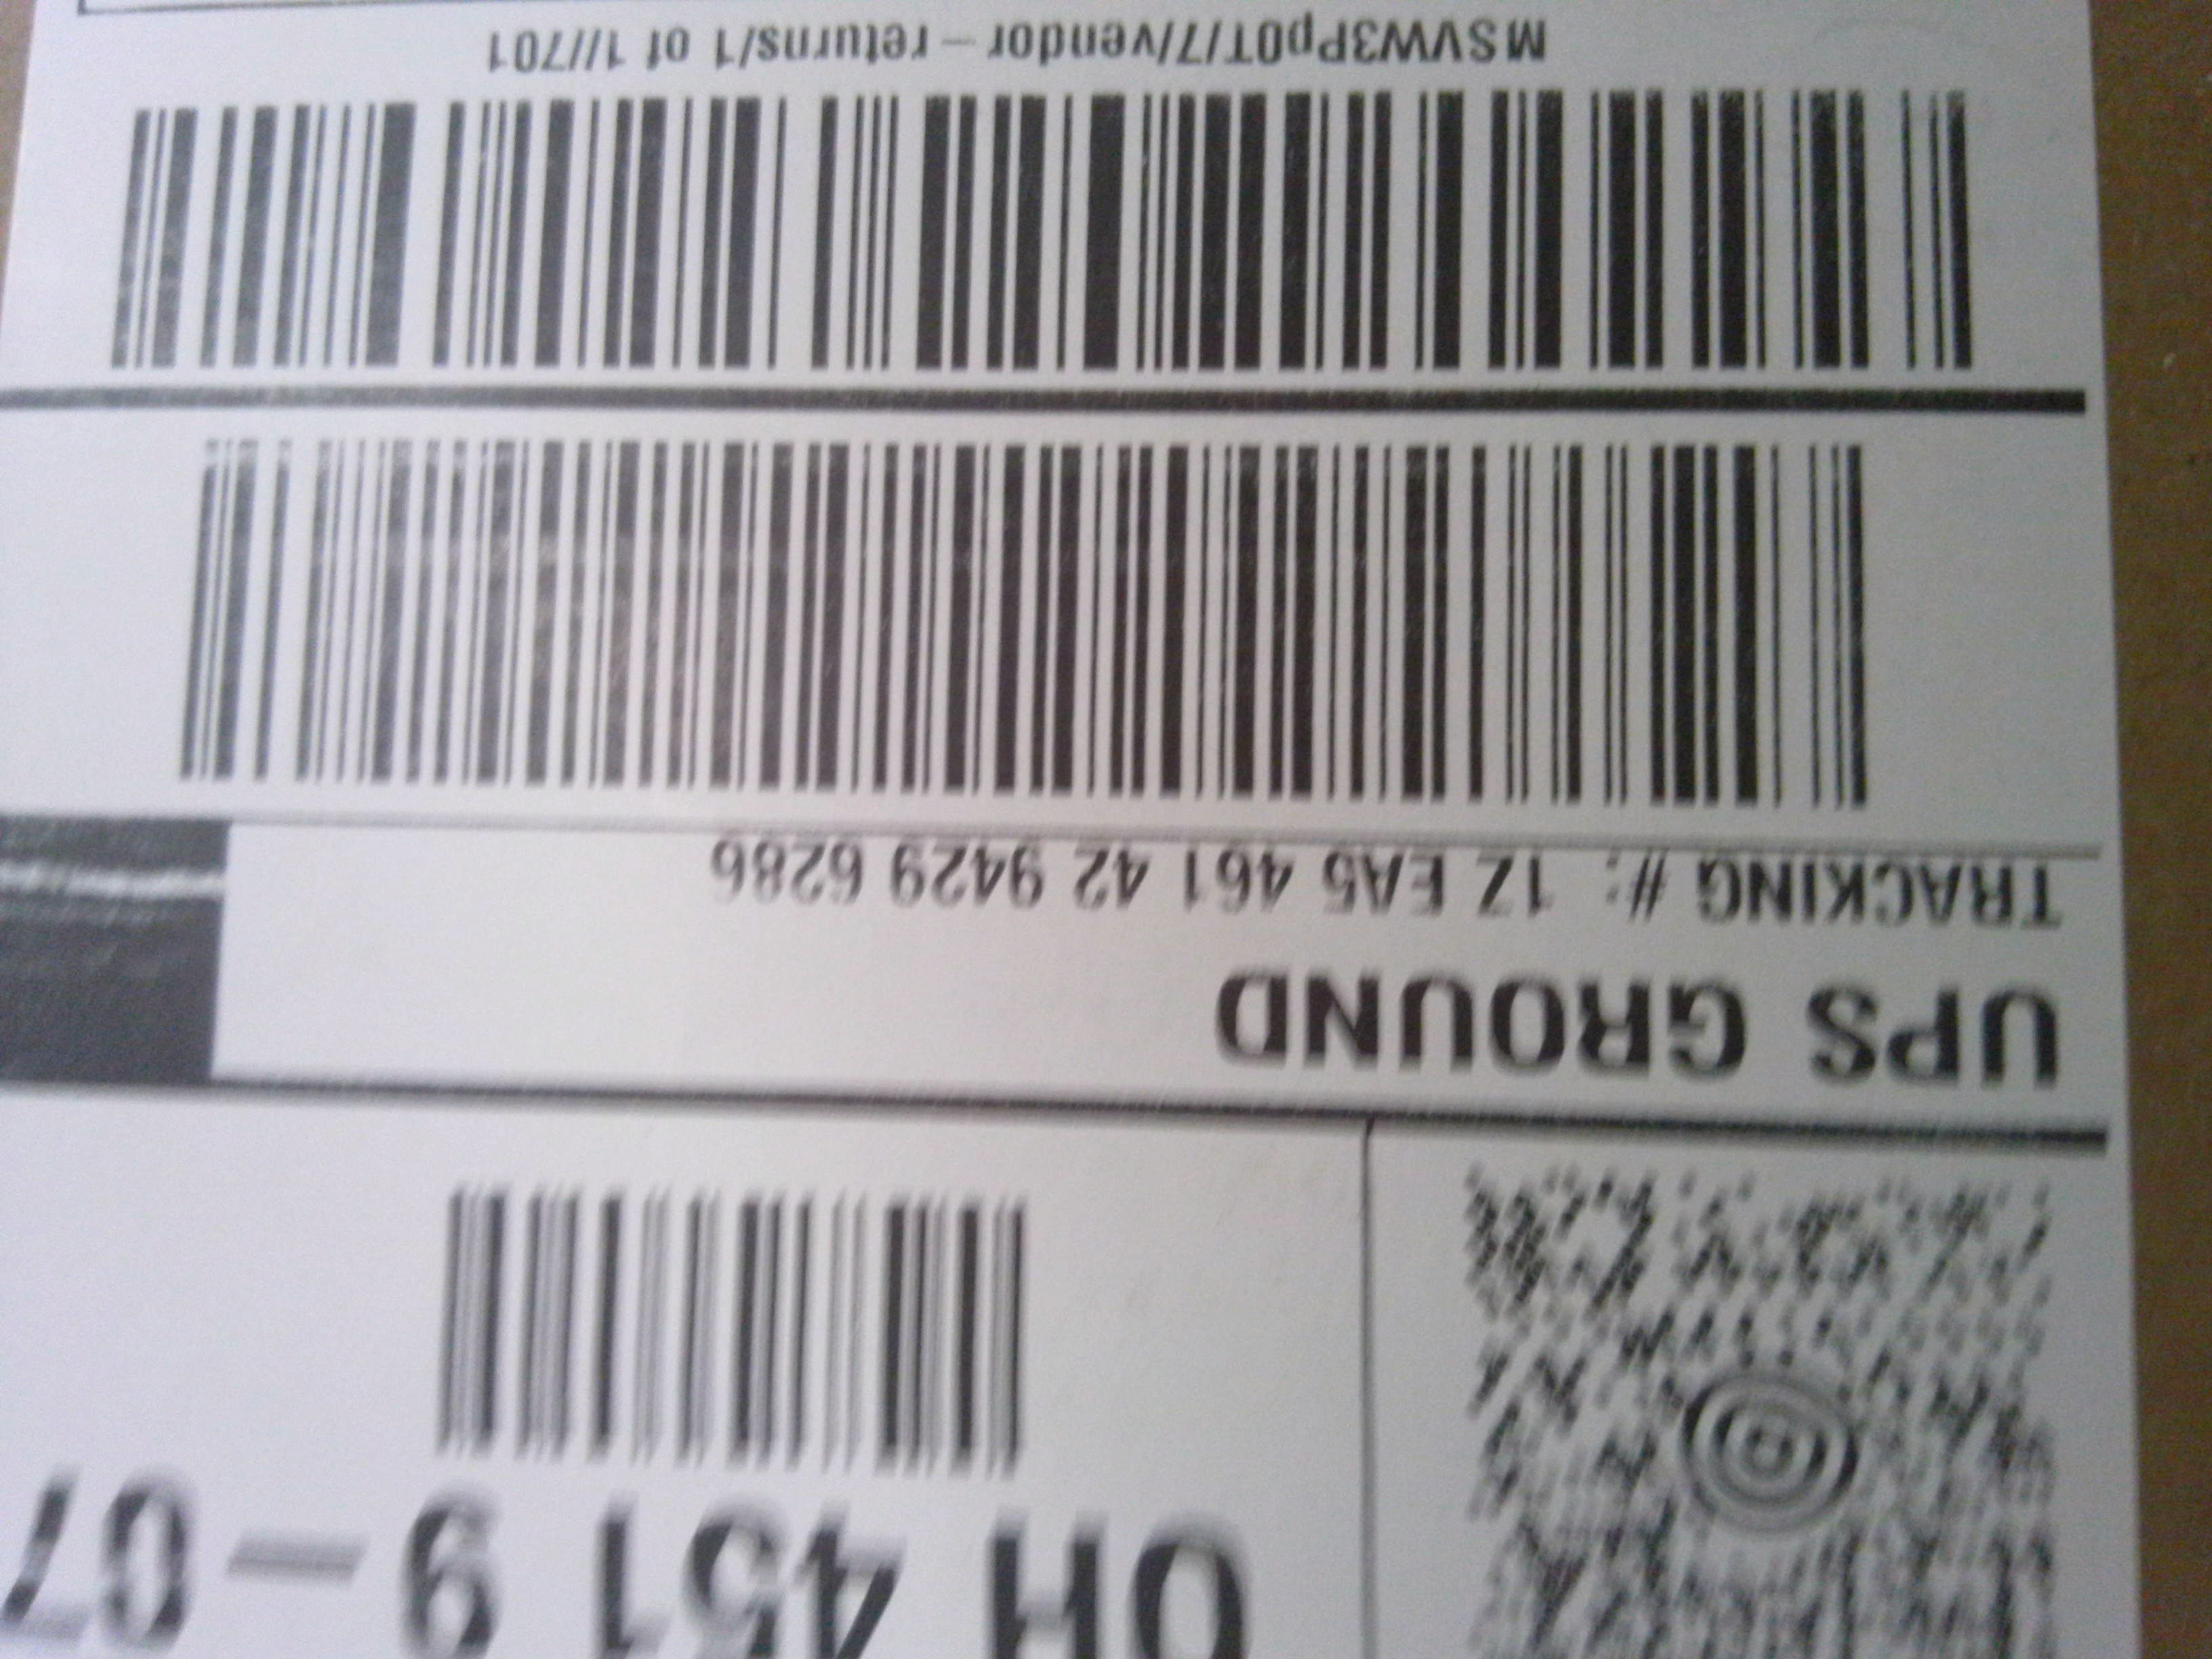 OH 451 9-07
UPS GROUND
TRACKING #: 1Z EA5 461 42 9429 6286
MSVW3Pp0T/7/vendor-returns/1 of 1//701